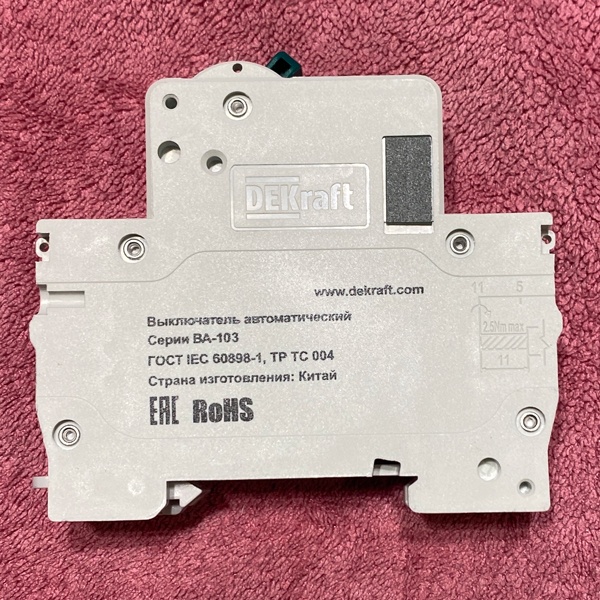 DEKraft
www.dekraft.com
11 5
2.5Nm max
11
Выключатель автоматический
Серии ВА-103
ГОСТ IEC 60898-1, ТР ТС 004
Страна изготовления: Китай
EAC RoHS